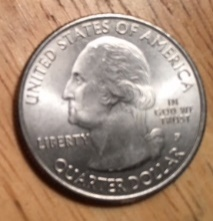 UNITED STATES OF AMERICA
LIBERTY
IN
GOD WE
TRUST
P
QUARTER DOLLAR